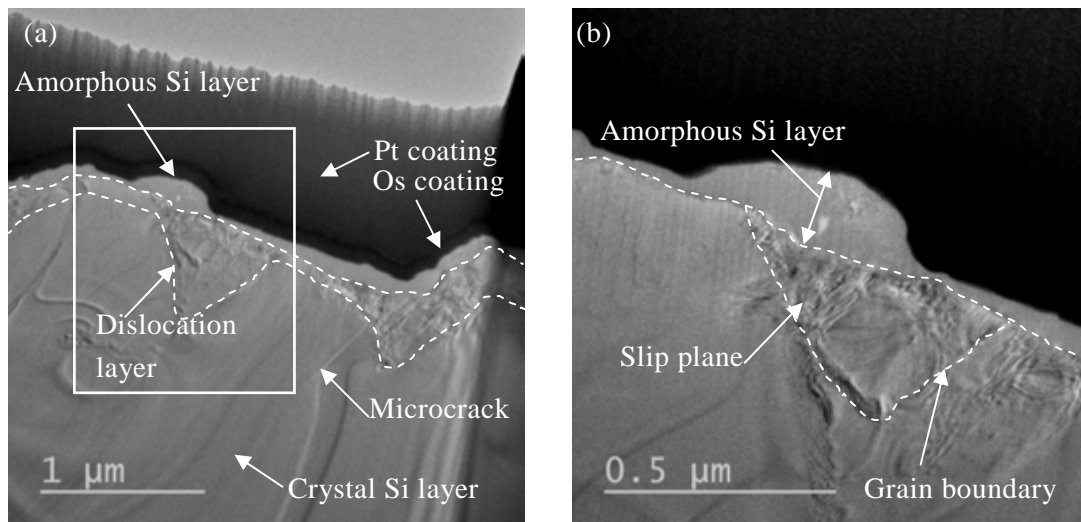 (a)
Amorphous Si layer
Pt coating
Os coating
Dislocation
layer
Microcrack
1 μm
Crystal Si layer
(b)
Amorphous Si layer
Slip plane
0.5 μm
Grain boundary